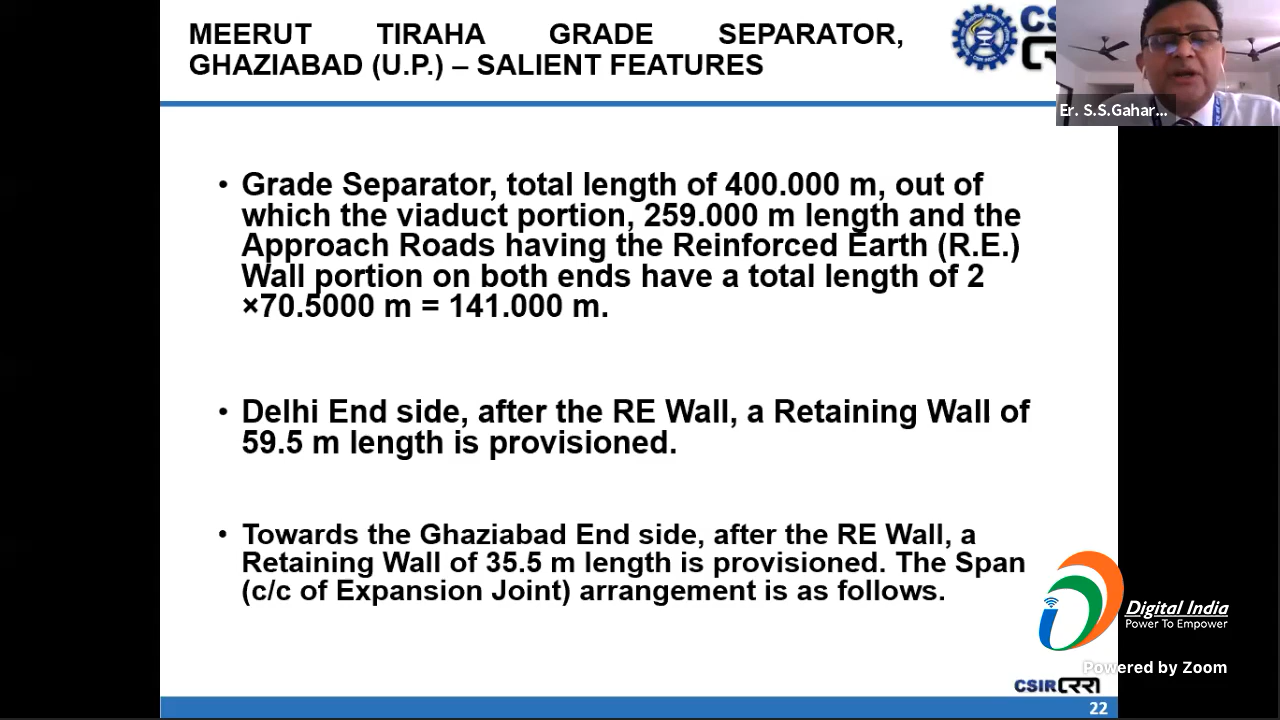 MEERUT TIRAHA GRADE SEPARATOR,
GHAZIABAD (U.P.) – SALIENT FEATURES
Er. S.S.Gahar...
• Grade Separator, total length of 400.000 m, out of
which the viaduct portion, 259.000 m length and the
Approach Roads having the Reinforced Earth (R.E.)
Wall portion on both ends have a total length of 2
×70.5000 m = 141.000 m.
• Delhi End side, after the RE Wall, a Retaining Wall of
59.5 m length is provisioned.
• Towards the Ghaziabad End side, after the RE Wall, a
Retaining Wall of 35.5 m length is provisioned. The Span
(c/c of Expansion Joint) arrangement is as follows.
Digital India
Power To Empower
Powered by Zoom
CSIR CRRI
22